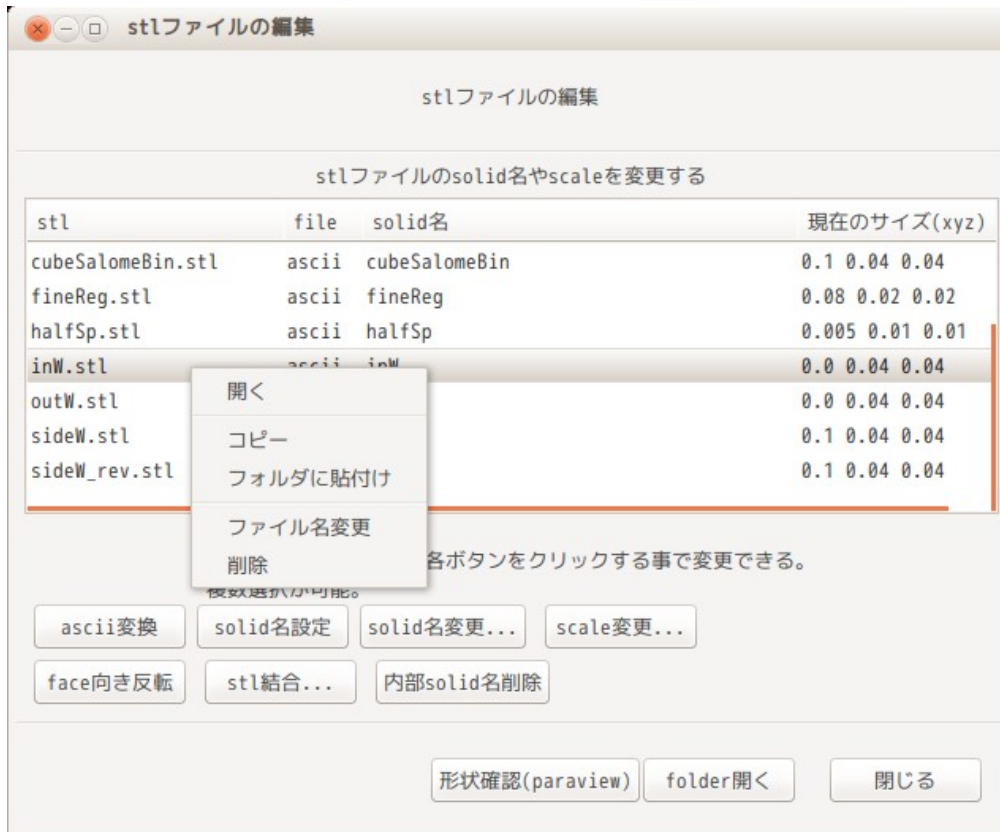 stlファイルの編集
stlファイルの編集
stlファイルのsolid名やscaleを変更する
stl file solid名 現在のサイズ(xyz)
cubeSalomeBin.stl ascii cubeSalomeBin 0.1 0.04 0.04
fineReg.stl ascii fineReg 0.08 0.02 0.02
halfSp.stl ascii halfSp 0.005 0.01 0.01
inW.stl ascii inW 0.0 0.04 0.04
outW.stl 0.0 0.04 0.04
sideW.stl 0.1 0.04 0.04
sideW_rev.stl 0.1 0.04 0.04
開く
コピー
フォルダに貼付け
ファイル名変更
削除
各ボタンをクリックする事で変更できる。
複数選択が可能。
ascii変換 solid名設定 solid名変更... scale変更...
face向き反転 stl結合... 内部solid名削除
形状確認(paraview) folder開く 閉じる